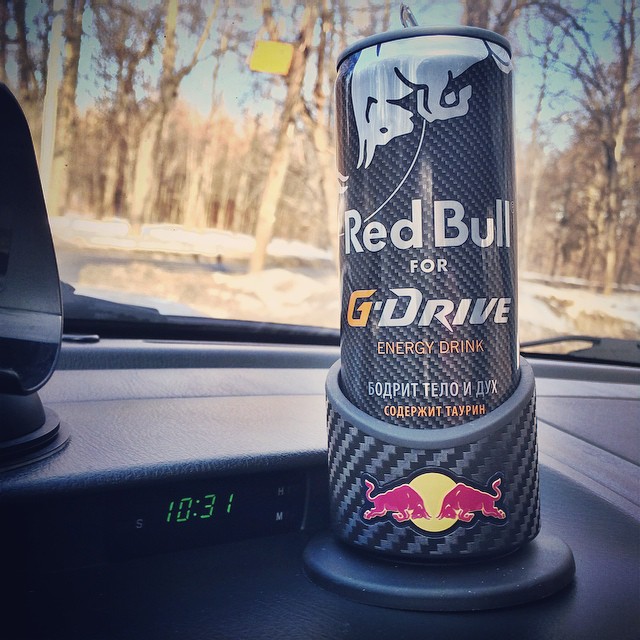 Red Bull
FOR
G-DRIVE
ENERGY DRINK
БОДРИТ ТЕЛО И ДУХ
СОДЕРЖИТ ТАУРИН
10:31
H
S
M